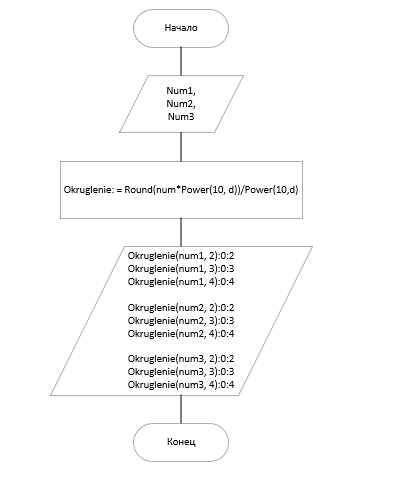 Начало
Num1,
Num2,
Num3
Okruglenie: = Round(num*Power(10, d))/Power(10,d)
Okruglenie(num1, 2):0:2
Okruglenie(num1, 3):0:3
Okruglenie(num1, 4):0:4
Okruglenie(num2, 2):0:2
Okruglenie(num2, 3):0:3
Okruglenie(num2, 4):0:4
Okruglenie(num3, 2):0:2
Okruglenie(num3, 3):0:3
Okruglenie(num3, 4):0:4
Конец